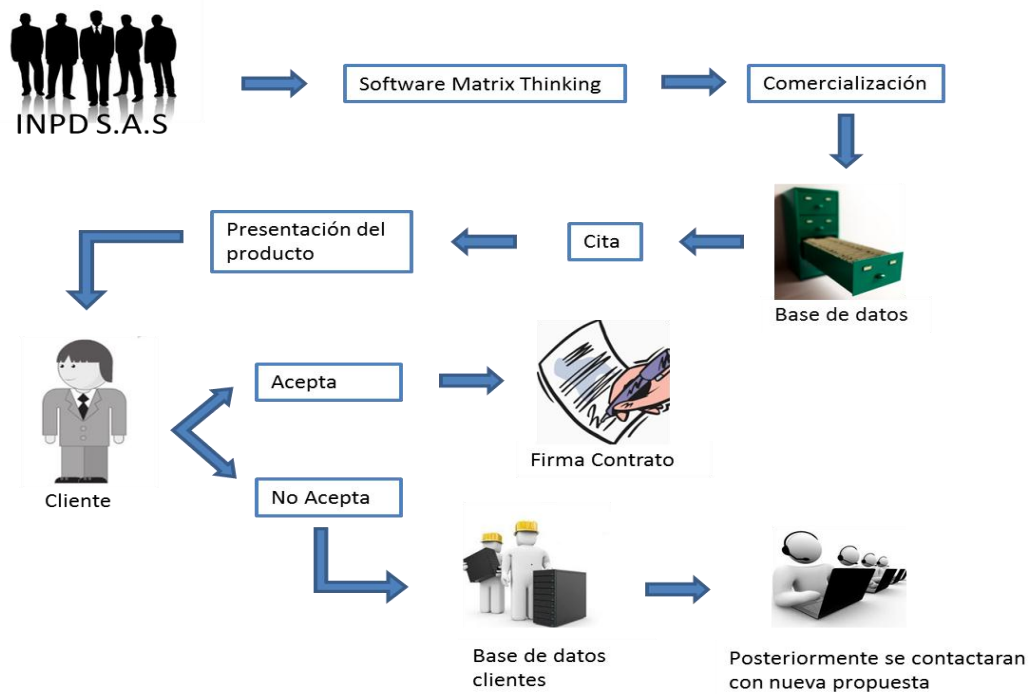 INPD S.A.S
Software Matrix Thinking
Comercialización
Base de datos
Cita
Presentación del
producto
Cliente
Acepta
Firma Contrato
No Acepta
Base de datos
clientes
Posteriormente se contactaran
con nueva propuesta